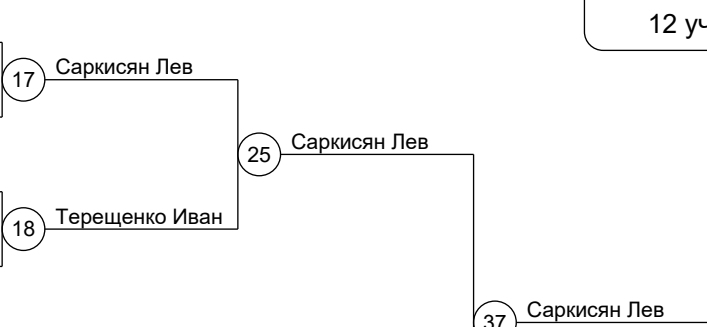 12 уч
17 Саркисян Лев
25 Саркисян Лев
18 Терещенко Иван
37 Саркисян Лев